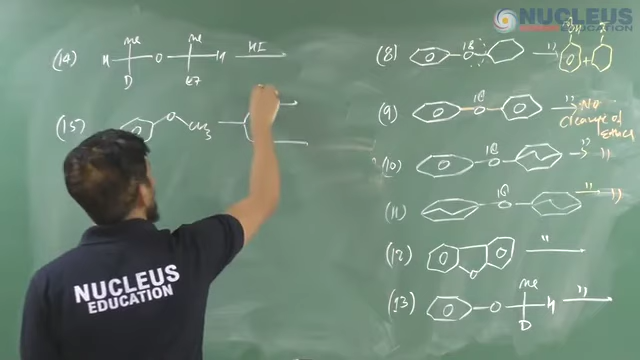 NUCLEUS
EDUCATION
(14) H Me D O Me Et H HI
(15) O CH3
NUCLEUS
EDUCATION
(8) O 18 OH + I
(9) 18 O No
cleavage of
Ether
(10) 18 O "
(11) 18 O " "
(12) O "
(13) O Me H D "